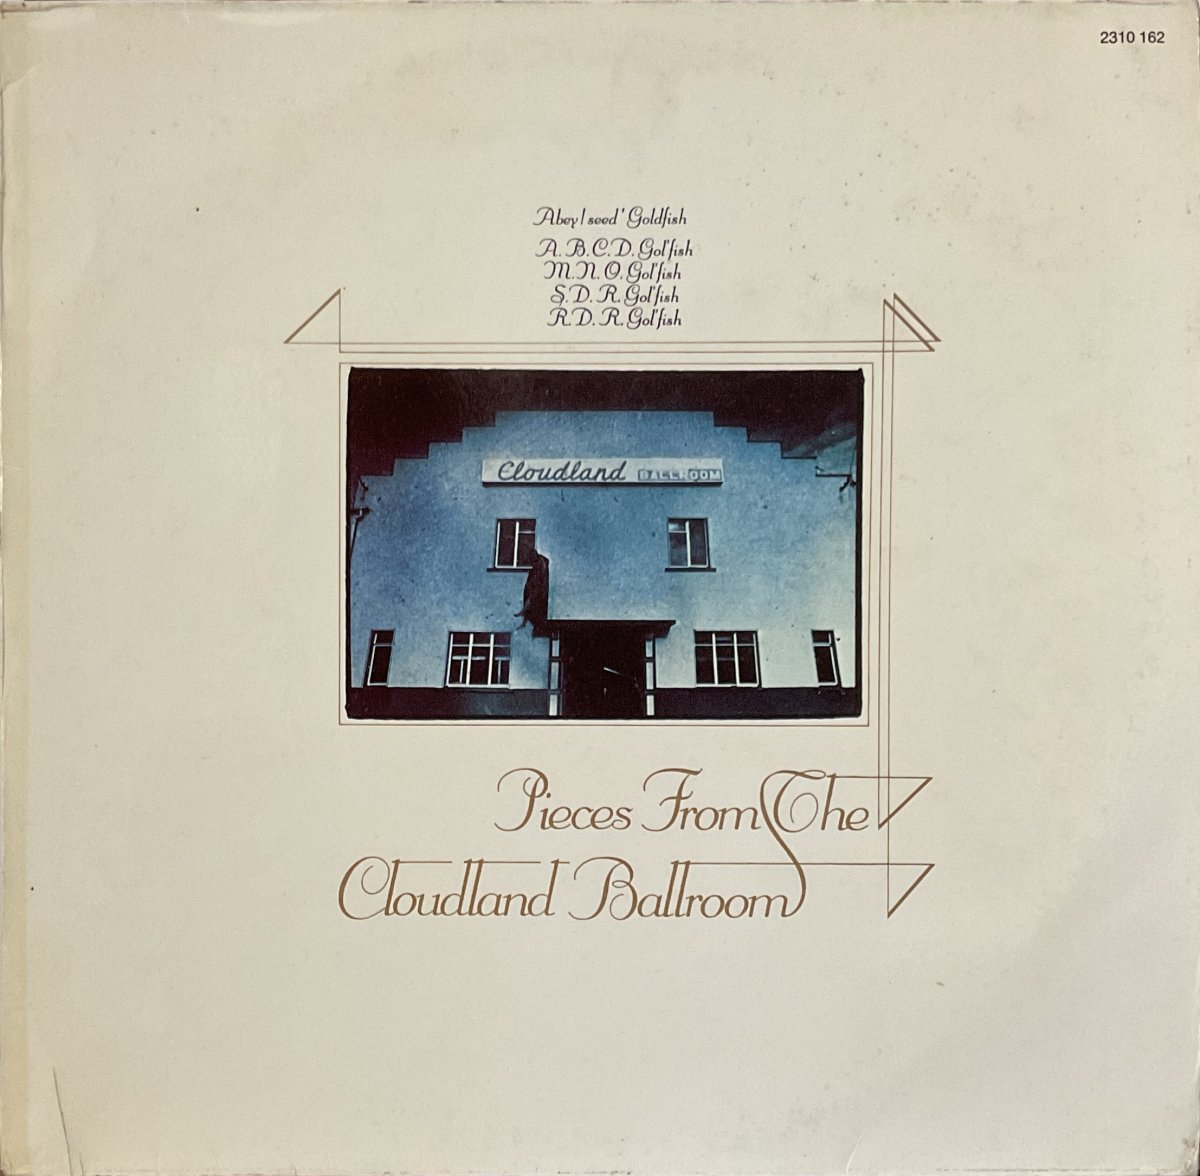 2310 162
Abey! seed' Goldfish
A. B. C. D. Gol'fish
M. N. O. Gol'fish
S. D. R. Gol'fish
R. D. R. Gol'fish
Cloudland BALLROOM
Pieces From The
Cloudland Ballroom